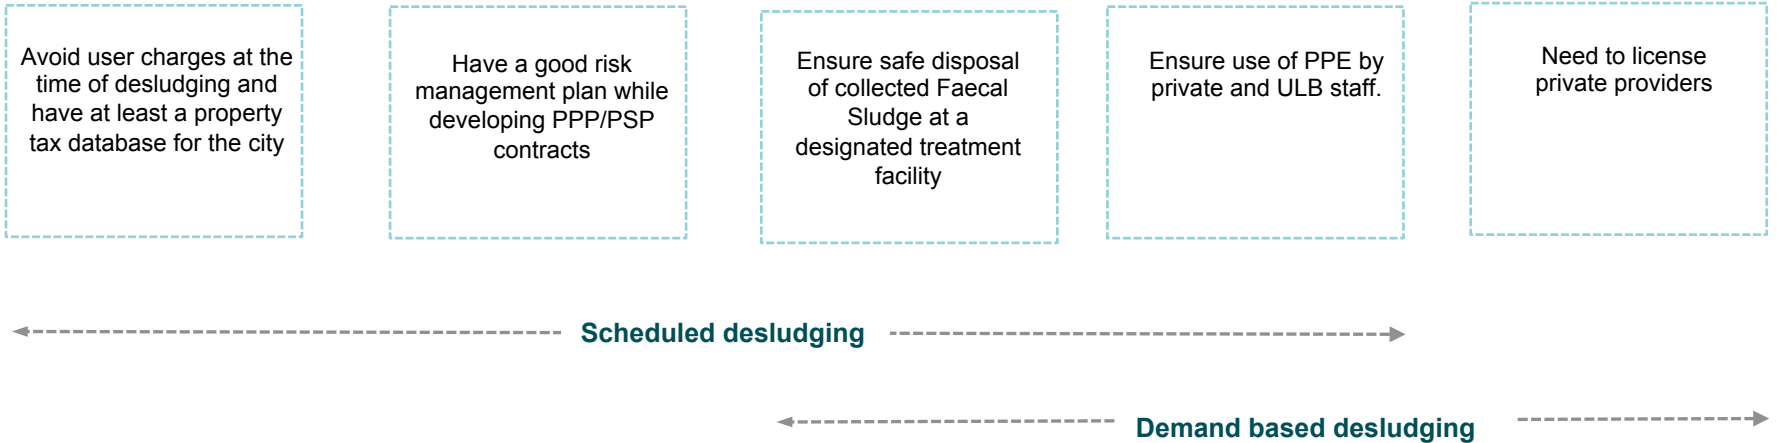 Avoid user charges at the
time of desludging and
have at least a property
tax database for the city
Have a good risk
management plan while
developing PPP/PSP
contracts
Ensure safe disposal
of collected Faecal
Sludge at a
designated treatment
facility
Ensure use of PPE by
private and ULB staff.
Need to license
private providers
Scheduled desludging
Demand based desludging